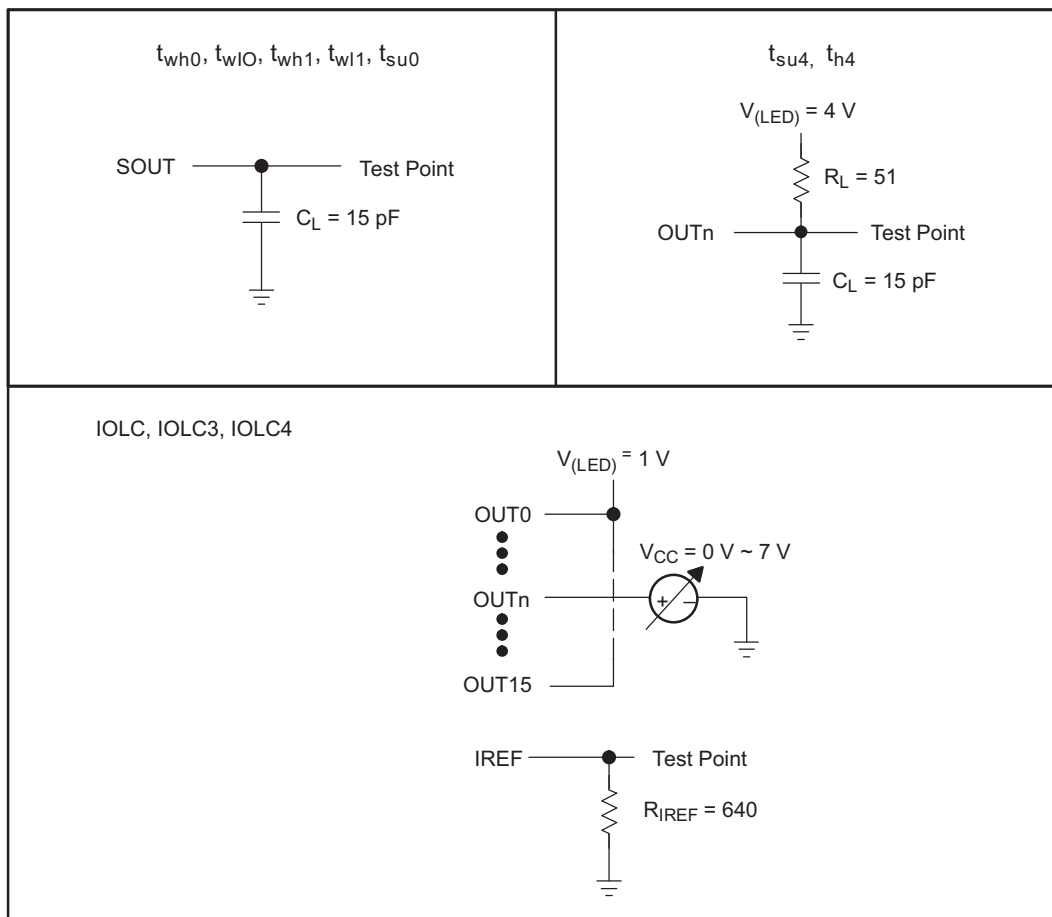 twh0, twlO, twh1, twl1, tsu0
SOUT
Test Point
CL = 15 pF
tsu4, th4
V(LED) = 4 V
RL = 51
OUTn
Test Point
CL = 15 pF
IOLC, IOLC3, IOLC4
V(LED) = 1 V
OUT0
VCC = 0 V ~ 7 V
OUTn
+ −
OUT15
IREF
Test Point
RIREF = 640